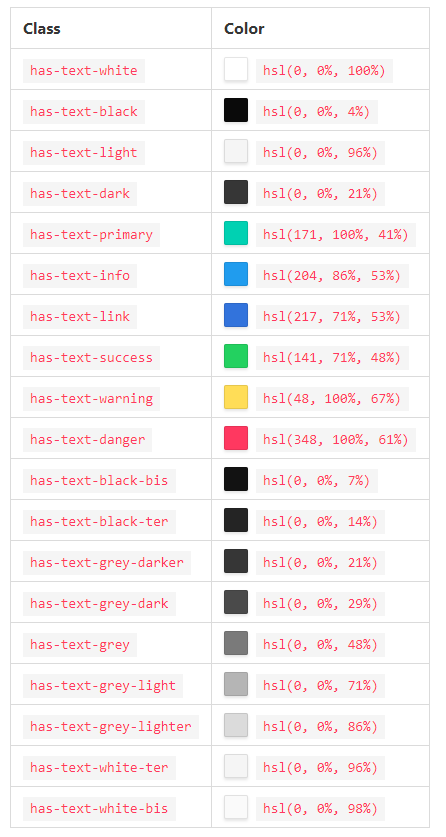 Class Color
has-text-white hsl(0, 0%, 100%)
has-text-black hsl(0, 0%, 4%)
has-text-light hsl(0, 0%, 96%)
has-text-dark hsl(0, 0%, 21%)
has-text-primary hsl(171, 100%, 41%)
has-text-info hsl(204, 86%, 53%)
has-text-link hsl(217, 71%, 53%)
has-text-success hsl(141, 71%, 48%)
has-text-warning hsl(48, 100%, 67%)
has-text-danger hsl(348, 100%, 61%)
has-text-black-bis hsl(0, 0%, 7%)
has-text-black-ter hsl(0, 0%, 14%)
has-text-grey-darker hsl(0, 0%, 21%)
has-text-grey-dark hsl(0, 0%, 29%)
has-text-grey hsl(0, 0%, 48%)
has-text-grey-light hsl(0, 0%, 71%)
has-text-grey-lighter hsl(0, 0%, 86%)
has-text-white-ter hsl(0, 0%, 96%)
has-text-white-bis hsl(0, 0%, 98%)